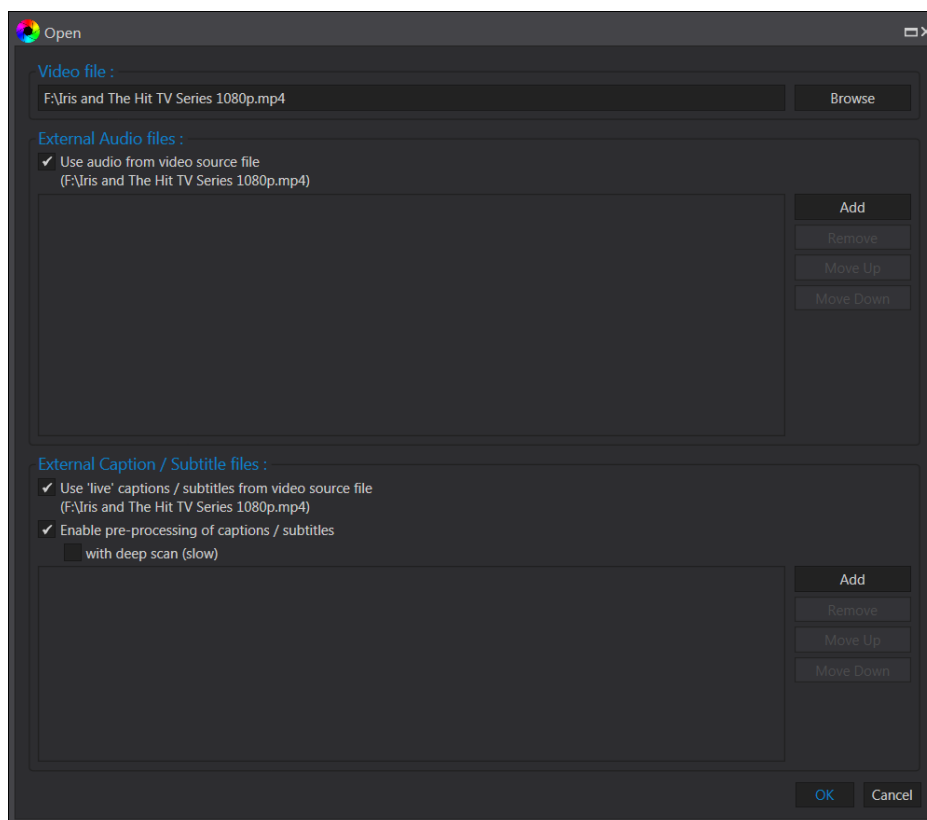 Open
Video file :
F:\Iris and The Hit TV Series 1080p.mp4
Browse
External Audio files :
Use audio from video source file
(F:\Iris and The Hit TV Series 1080p.mp4)
Add
Remove
Move Up
Move Down
External Caption / Subtitle files :
Use 'live' captions / subtitles from video source file
(F:\Iris and The Hit TV Series 1080p.mp4)
Enable pre-processing of captions / subtitles
with deep scan (slow)
Add
Remove
Move Up
Move Down
OK
Cancel